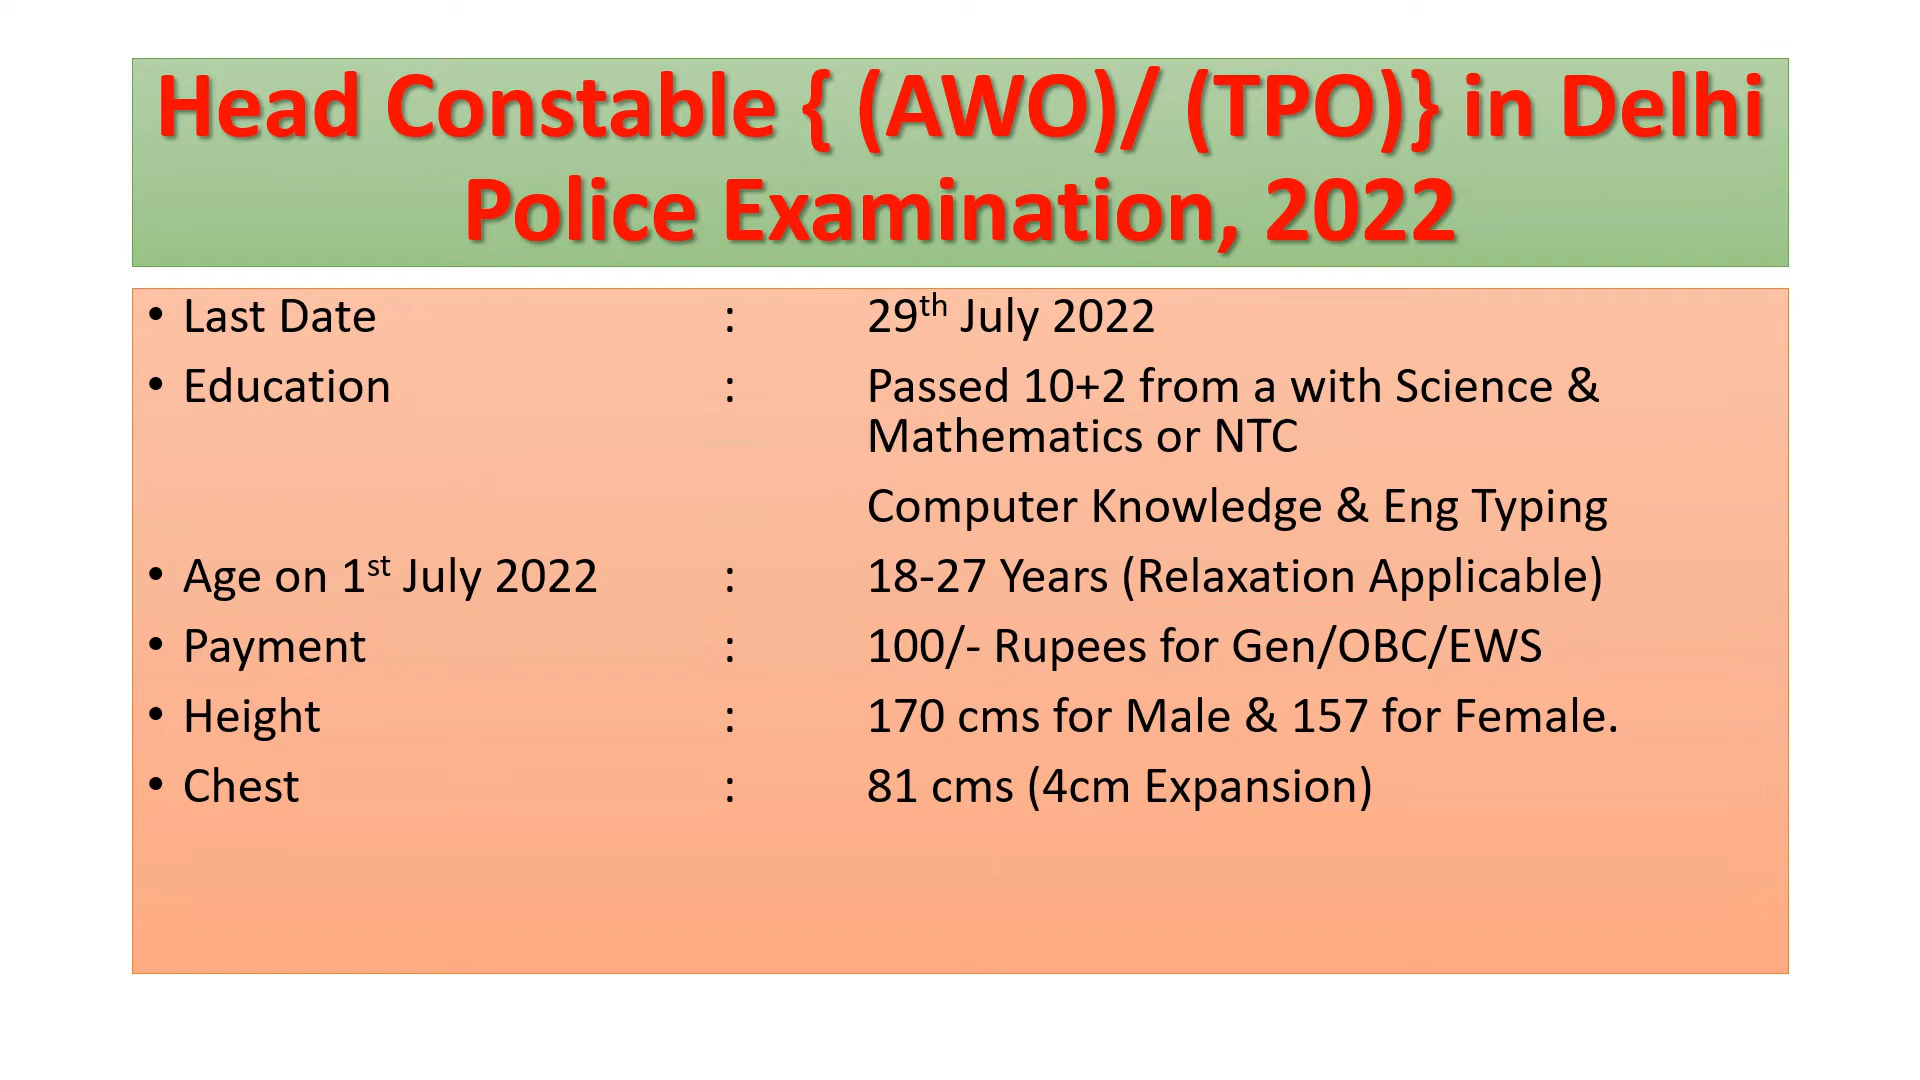 Head Constable { (AWO)/ (TPO)} in Delhi
Police Examination, 2022
• Last Date : 29th July 2022
• Education : Passed 10+2 from a with Science &
Mathematics or NTC
Computer Knowledge & Eng Typing
• Age on 1st July 2022 : 18-27 Years (Relaxation Applicable)
• Payment : 100/- Rupees for Gen/OBC/EWS
• Height : 170 cms for Male & 157 for Female.
• Chest : 81 cms (4cm Expansion)